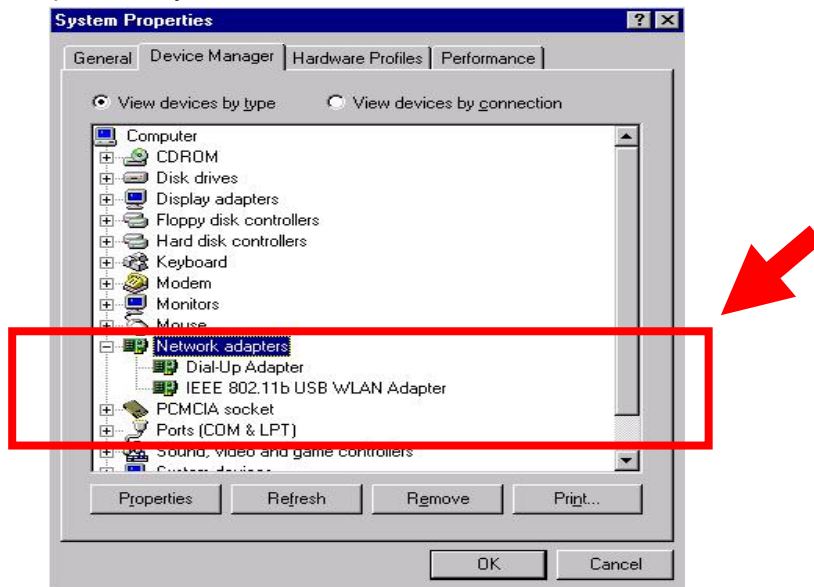 System Properties
General Device Manager Hardware Profiles Performance
View devices by type View devices by connection
Computer
CDROM
Disk drives
Display adapters
Floppy disk controllers
Hard disk controllers
Keyboard
Modem
Monitors
Mouse
Network adapters
Dial-Up Adapter
IEEE 802.11b USB WLAN Adapter
PCMCIA socket
Ports (COM & LPT)
Sound, video and game controllers
System devices
Properties Refresh Remove Print...
OK Cancel